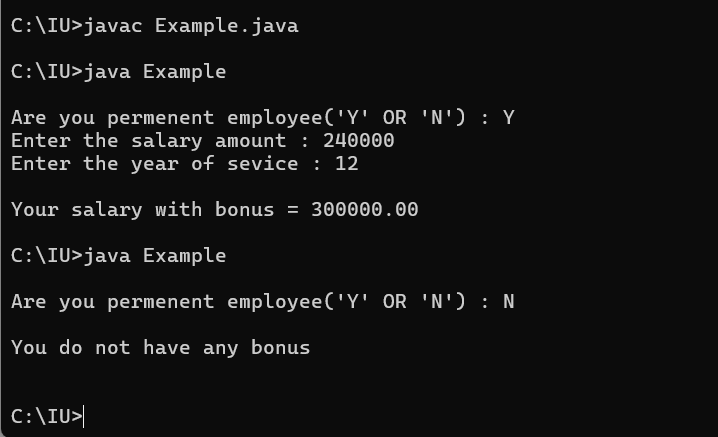 C:\IU>javac Example.java
C:\IU>java Example
Are you permenent employee('Y' OR 'N') : Y
Enter the salary amount : 240000
Enter the year of sevice : 12
Your salary with bonus = 300000.00
C:\IU>java Example
Are you permenent employee('Y' OR 'N') : N
You do not have any bonus
C:\IU>